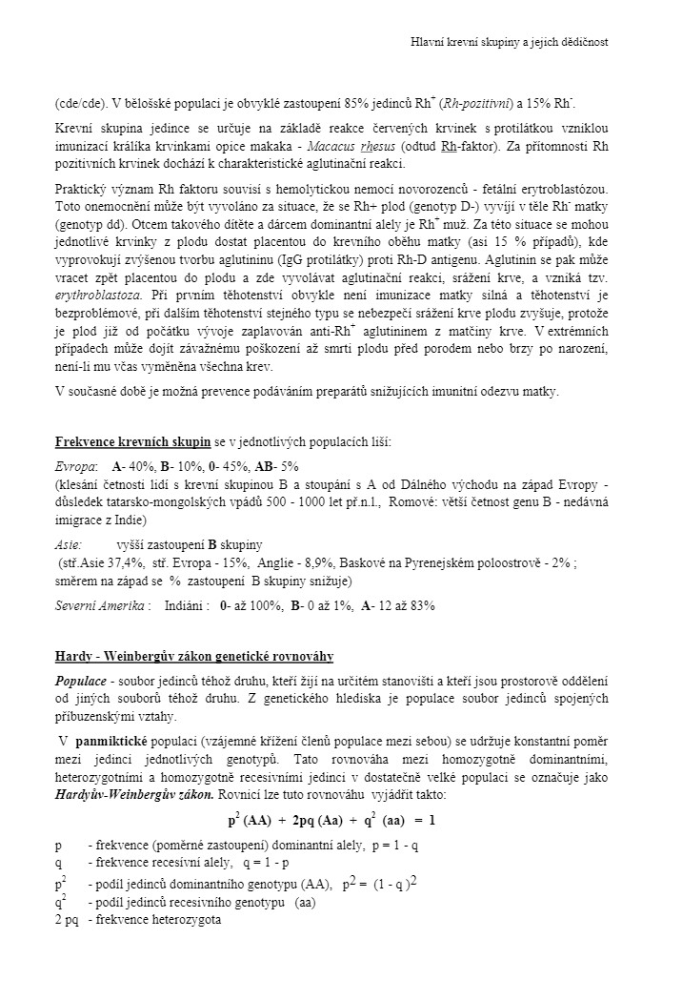 Hlavní krevní skupiny a jejich dědičnost
(cde/cde). V bělošské populaci je obvyklé zastoupení 85% jedinců Rh⁺ (Rh-pozitivní) a 15% Rh⁻.
Krevní skupina jedince se určuje na základě reakce červených krvinek s protilátkou vzniklou
imunizací králíka krvinkami opice makaka - Macacus rhesus (odtud Rh-faktor). Za přítomnosti Rh
pozitivních krvinek dochází k charakteristické aglutinační reakci.
Praktický význam Rh faktoru souvisí s hemolytickou nemocí novorozenců - fetální erytroblastózou.
Toto onemocnění může být vyvoláno za situace, že se Rh+ plod (genotyp D-) vyvíjí v těle Rh⁻ matky
(genotyp dd). Otcem takového dítěte a dárcem dominantní alely je Rh⁺ muž. Za této situace se mohou
jednotlivé krvinky z plodu dostat placentou do krevního oběhu matky (asi 15 % případů), kde
vyprovokují zvýšenou tvorbu aglutininu (IgG protilátky) proti Rh-D antigenu. Aglutinin se pak může
vracet zpět placentou do plodu a zde vyvolávat aglutinační reakci, srážení krve, a vzniká tzv.
erythroblastoza. Při prvním těhotenství obvykle není imunizace matky silná a těhotenství je
bezproblémové, při dalším těhotenství stejného typu se nebezpečí srážení krve plodu zvyšuje, protože
je plod již od počátku vývoje zaplavován anti-Rh⁺ aglutininem z matčiny krve. V extrémních
případech může dojít závažnému poškození až smrti plodu před porodem nebo brzy po narození,
není-li mu včas vyměněna všechna krev.
V současné době je možná prevence podáváním preparátů snižujících imunitní odezvu matky.
Frekvence krevních skupin se v jednotlivých populacích liší:
Evropa: A- 40%, B- 10%, 0- 45%, AB- 5%
(klesání četnosti lidí s krevní skupinou B a stoupání s A od Dálného východu na západ Evropy -
důsledek tatarsko-mongolských vpádů 500 - 1000 let př.n.l., Romové: větší četnost genu B - nedávná
imigrace z Indie)
Asie: vyšší zastoupení B skupiny
(stř.Asie 37,4%, stř. Evropa - 15%, Anglie - 8,9%, Baskové na Pyrenejském poloostrově - 2% ;
směrem na západ se % zastoupení B skupiny snižuje)
Severní Amerika : Indiáni : 0- až 100%, B- 0 až 1%, A- 12 až 83%
Hardy - Weinbergův zákon genetické rovnováhy
Populace - soubor jedinců téhož druhu, kteří žijí na určitém stanovišti a kteří jsou prostorově oddělení
od jiných souborů téhož druhu. Z genetického hlediska je populace soubor jedinců spojených
příbuzenskými vztahy.
V panmiktické populaci (vzájemné křížení členů populace mezi sebou) se udržuje konstantní poměr
mezi jedinci jednotlivých genotypů. Tato rovnováha mezi homozygotně dominantními,
heterozygotními a homozygotně recesivními jedinci v dostatečně velké populaci se označuje jako
Hardyův-Weinbergův zákon. Rovnicí lze tuto rovnováhu vyjádřit takto:
p² (AA) + 2pq (Aa) + q² (aa) = 1
p - frekvence (poměrné zastoupení) dominantní alely, p = 1 - q
q - frekvence recesívní alely, q = 1 - p
p² - podíl jedinců dominantního genotypu (AA), p² = (1 - q )²
q² - podíl jedinců recesivního genotypu (aa)
2 pq - frekvence heterozygota